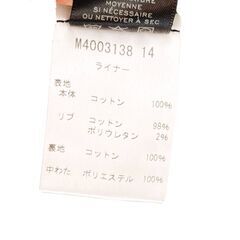 MOYENNE
SI NÉCESSAIRE
OU NETTOYER À SEC
M4003138 14
ライナー
表地
本体 コットン 100%
リブ コットン 98%
ポリウレタン 2%
裏地 コットン 100%
中わた ポリエステル 100%